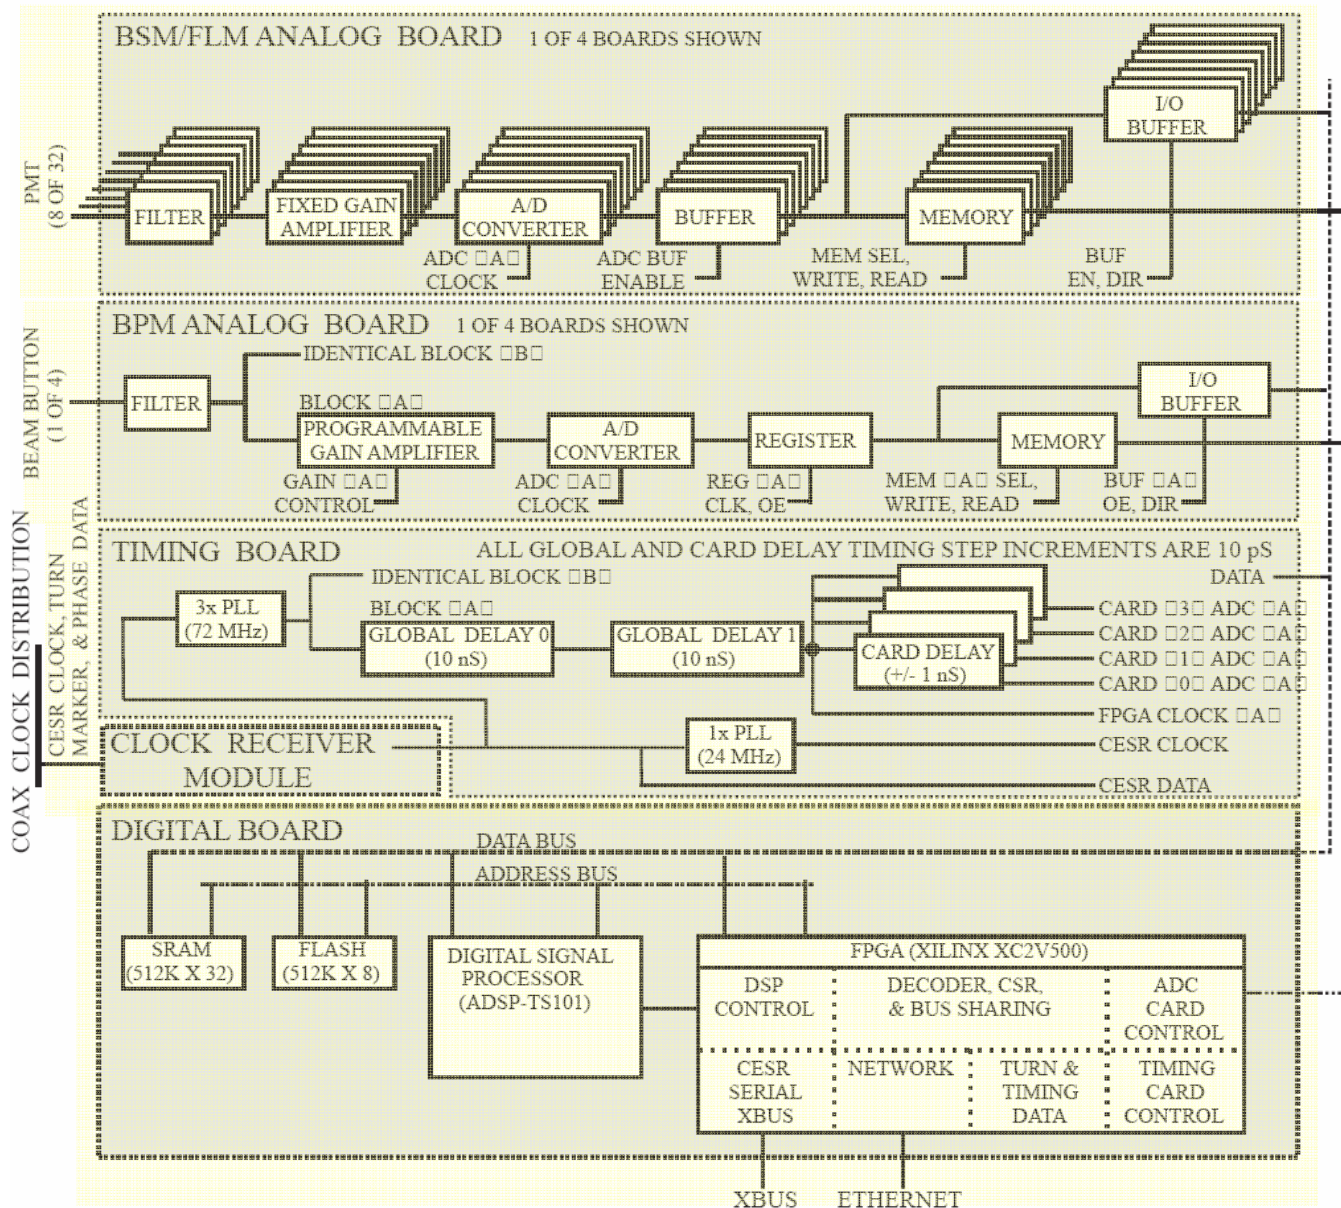 BSM/FLM ANALOG BOARD 1 OF 4 BOARDS SHOWN
I/O
BUFFER
PMT
(8 OF 32)
FILTER
FIXED GAIN
AMPLIFIER
A/D
CONVERTER
BUFFER
MEMORY
ADC □A□
CLOCK
ADC BUF
ENABLE
MEM SEL,
WRITE, READ
BUF
EN, DIR
BPM ANALOG BOARD 1 OF 4 BOARDS SHOWN
BEAM BUTTON
(1 OF 4)
IDENTICAL BLOCK □B□
FILTER
BLOCK □A□
PROGRAMMABLE
GAIN AMPLIFIER
A/D
CONVERTER
REGISTER
MEMORY
I/O
BUFFER
GAIN □A□
CONTROL
ADC □A□
CLOCK
REG □A□
CLK, OE
MEM □A□ SEL,
WRITE, READ
BUF □A□
OE, DIR
COAX CLOCK DISTRIBUTION
CESR CLOCK, TURN
MARKER, & PHASE DATA
TIMING BOARD
ALL GLOBAL AND CARD DELAY TIMING STEP INCREMENTS ARE 10 pS
IDENTICAL BLOCK □B□
DATA
3x PLL
(72 MHz)
BLOCK □A□
GLOBAL DELAY 0
(10 nS)
GLOBAL DELAY 1
(10 nS)
CARD DELAY
(+/- 1 nS)
CARD □3□ ADC □A□
CARD □2□ ADC □A□
CARD □1□ ADC □A□
CARD □0□ ADC □A□
FPGA CLOCK □A□
CLOCK RECEIVER
MODULE
1x PLL
(24 MHz)
CESR CLOCK
CESR DATA
DIGITAL BOARD
DATA BUS
ADDRESS BUS
SRAM
(512K X 32)
FLASH
(512K X 8)
DIGITAL SIGNAL
PROCESSOR
(ADSP-TS101)
FPGA (XILINX XC2V500)
DSP
CONTROL
DECODER, CSR,
& BUS SHARING
ADC
CARD
CONTROL
CESR
SERIAL
XBUS
NETWORK
TURN &
TIMING
DATA
TIMING
CARD
CONTROL
XBUS
ETHERNET